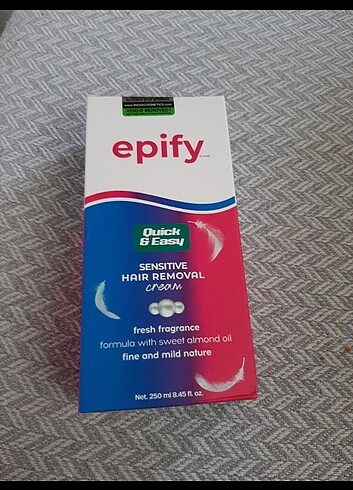 epify
Quick
& Easy
SENSITIVE
HAIR REMOVAL
cream
fresh fragrance
formula with sweet almond oil
fine and mild nature
Net. 250 ml 8.45 fl. oz.